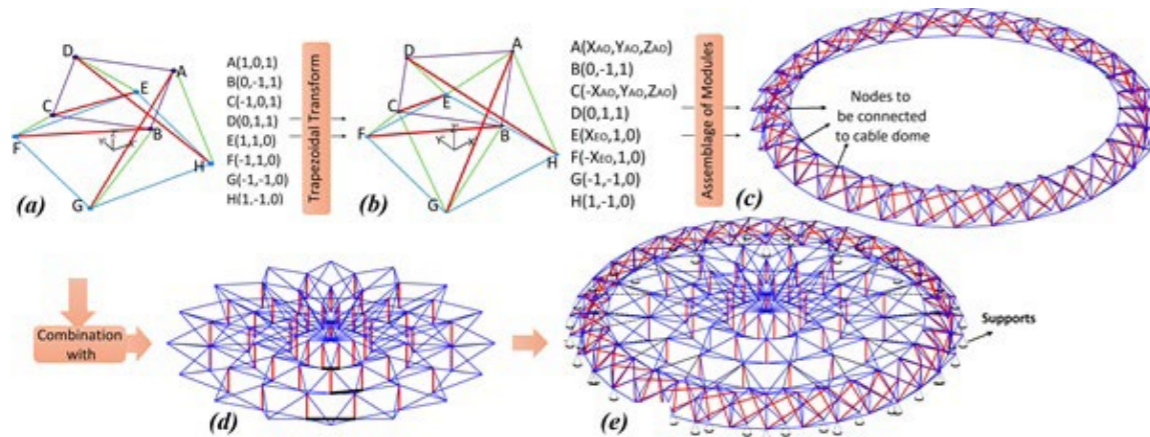 D
A
E
C
B
F
H
G
(a)
A(1,0,1)
B(0,-1,1)
C(-1,0,1)
D(0,1,1)
E(1,1,0)
F(-1,1,0)
G(-1,-1,0)
H(1,-1,0)
Trapezoidal Transform
D
A
C
E
B
F
H
G
(b)
A(XAO,YAO,ZAO)
B(0,-1,1)
C(-XAO,YAO,ZAO)
D(0,1,1)
E(XEO,1,0)
F(-XEO,1,0)
G(-1,-1,0)
H(1,-1,0)
Assemblage of Modules
Nodes to
be connected
to cable dome
(c)
Combination
with
(d)
Supports
(e)